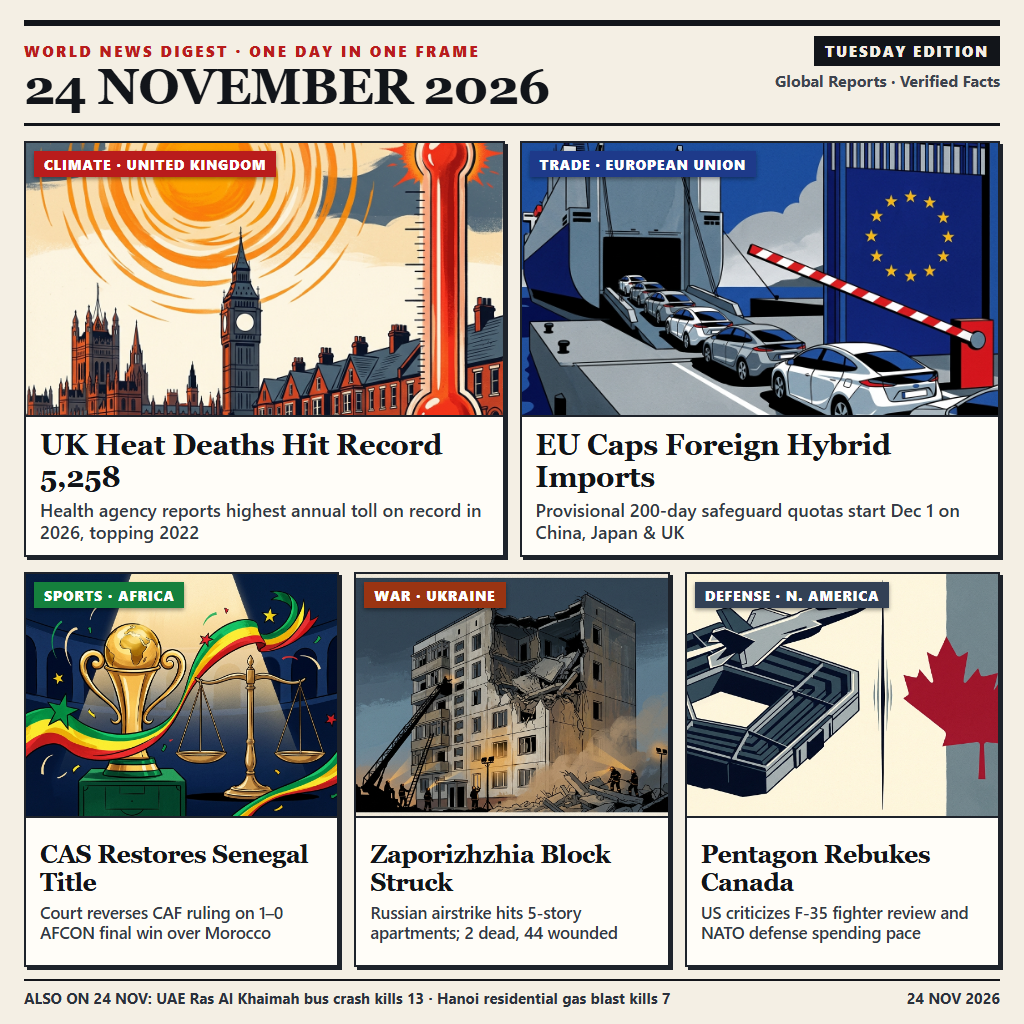 WORLD NEWS DIGEST · ONE DAY IN ONE FRAME
24 NOVEMBER 2026
TUESDAY EDITION
Global Reports · Verified Facts
CLIMATE · UNITED KINGDOM
UK Heat Deaths Hit Record
5,258
Health agency reports highest annual toll on record in
2026, topping 2022
TRADE · EUROPEAN UNION
EU Caps Foreign Hybrid
Imports
Provisional 200-day safeguard quotas start Dec 1 on
China, Japan & UK
SPORTS · AFRICA
CAS Restores Senegal
Title
Court reverses CAF ruling on 1–0
AFCON final win over Morocco
WAR · UKRAINE
Zaporizhzhia Block
Struck
Russian airstrike hits 5-story
apartments; 2 dead, 44 wounded
DEFENSE · N. AMERICA
Pentagon Rebukes
Canada
US criticizes F-35 fighter review and
NATO defense spending pace
ALSO ON 24 NOV: UAE Ras Al Khaimah bus crash kills 13 · Hanoi residential gas blast kills 7
24 NOV 2026